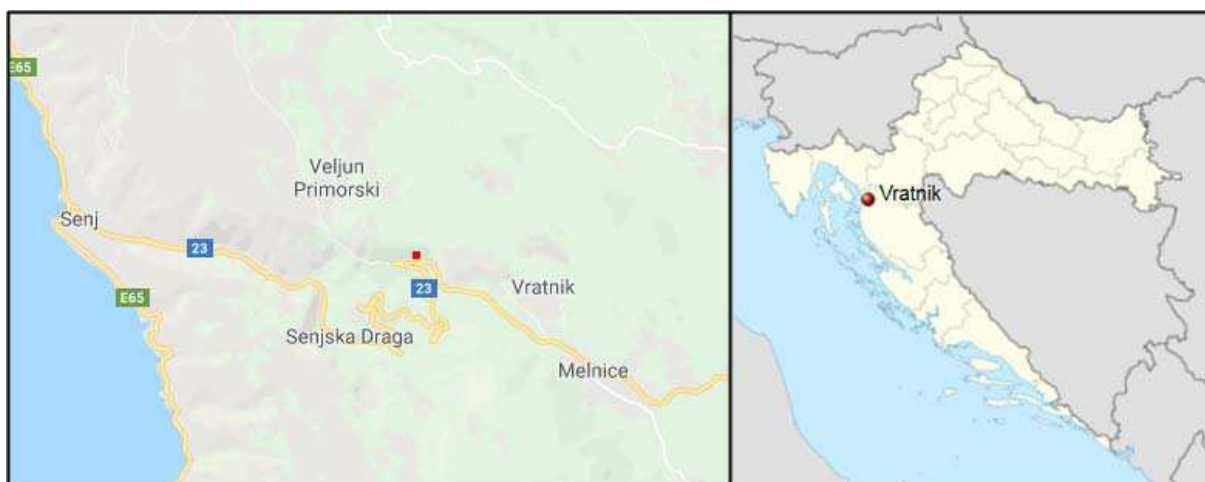 E65
Veljun
Primorski
Senj
23
23
Vratnik
E65
Senjska Draga
Melnice
Vratnik